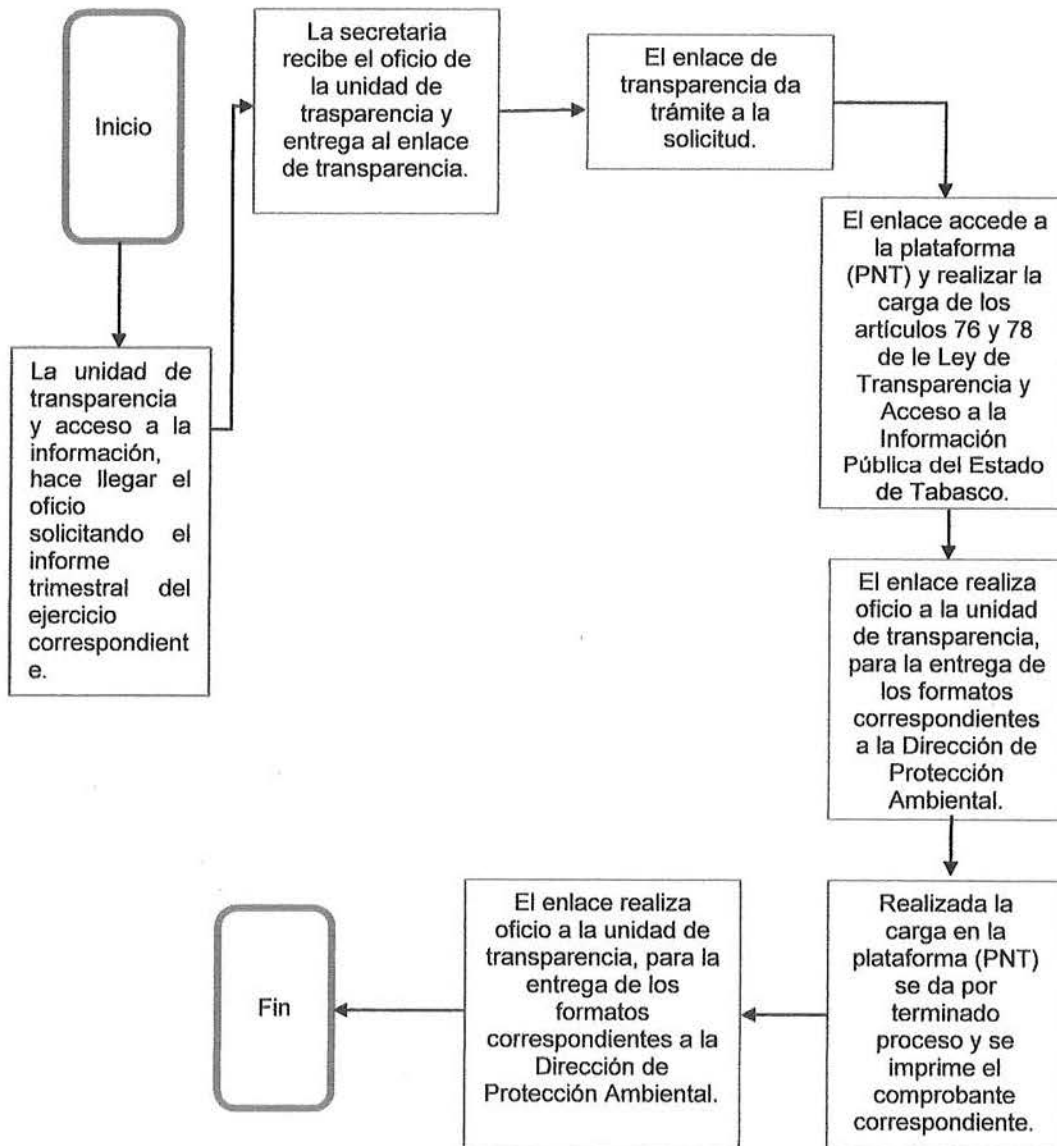 Inicio
La unidad de
transparencia
y acceso a la
información,
hace llegar el
oficio
solicitando el
informe
trimestral del
ejercicio
correspondient
e.
La secretaria
recibe el oficio de
la unidad de
trasparencia y
entrega al enlace
de transparencia.
El enlace de
transparencia da
trámite a la
solicitud.
El enlace accede a
la plataforma
(PNT) y realizar la
carga de los
artículos 76 y 78
de le Ley de
Transparencia y
Acceso a la
Información
Pública del Estado
de Tabasco.
El enlace realiza
oficio a la unidad
de transparencia,
para la entrega de
los formatos
correspondientes
a la Dirección de
Protección
Ambiental.
Realizada la
carga en la
plataforma (PNT)
se da por
terminado
proceso y se
imprime el
comprobante
correspondiente.
El enlace realiza
oficio a la unidad de
transparencia, para la
entrega de los
formatos
correspondientes a la
Dirección de
Protección Ambiental.
Fin